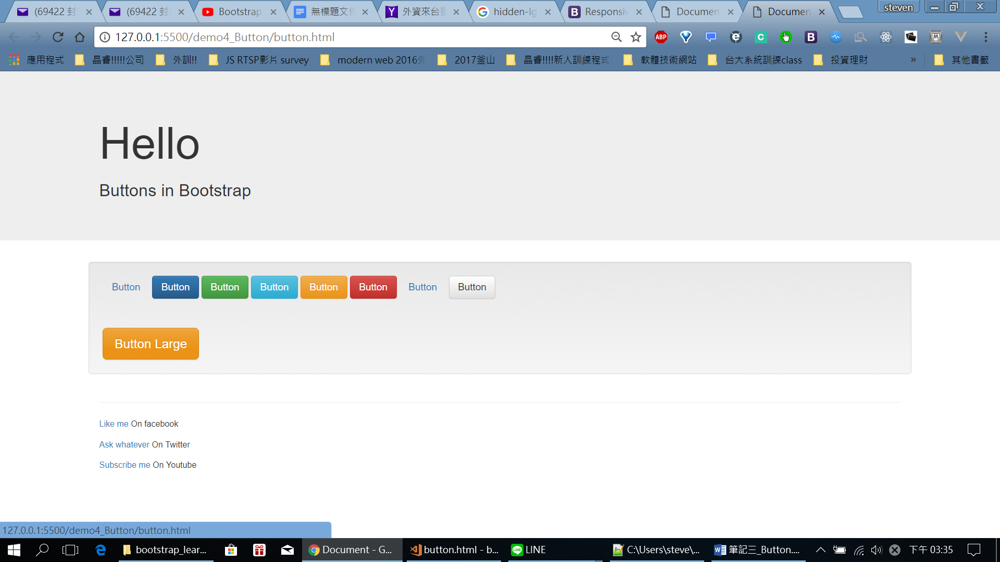 (69422 封
(69422 封
Bootstrap
無標題文件
外資來台獵
hidden-lg
Responsiv
Documen
Documen
steven
127.0.0.1:5500/demo4_Button/button.html
ABP
應用程式
晶睿!!!!!公司
外訓!!
JS RTSP影片 survey
modern web 2016外
2017釜山
晶睿!!!!新人訓練程式
軟體技術網站
台大系統訓練class
投資理財
»
其他書籤
Hello
Buttons in Bootstrap
Button Button Button Button Button Button Button Button
Button Large
Like me On facebook
Ask whatever On Twitter
Subscribe me On Youtube
127.0.0.1:5500/demo4_Button/button.html
bootstrap_lear...
Document - G...
button.html - b...
LINE
C:\Users\steve\...
筆記三_Button....
下午 03:35